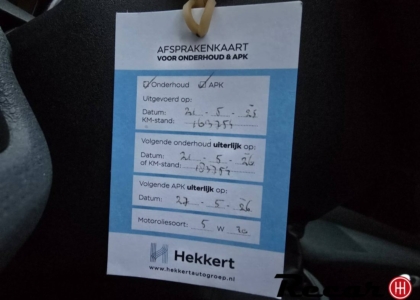 AFSPRAKENKAART
VOOR ONDERHOUD & APK
Onderhoud APK
Uitgevoerd op:
Datum: 21 - 5 - 25
KM-stand: 163754
Volgende onderhoud uiterlijk op:
Datum: 21 - 5 - 26
of KM-stand:
Volgende APK uiterlijk op:
Datum: 27 - 5 - 26
Motoroliesoort: 5 W 30
Hekkert
www.hekkertautogroep.nl